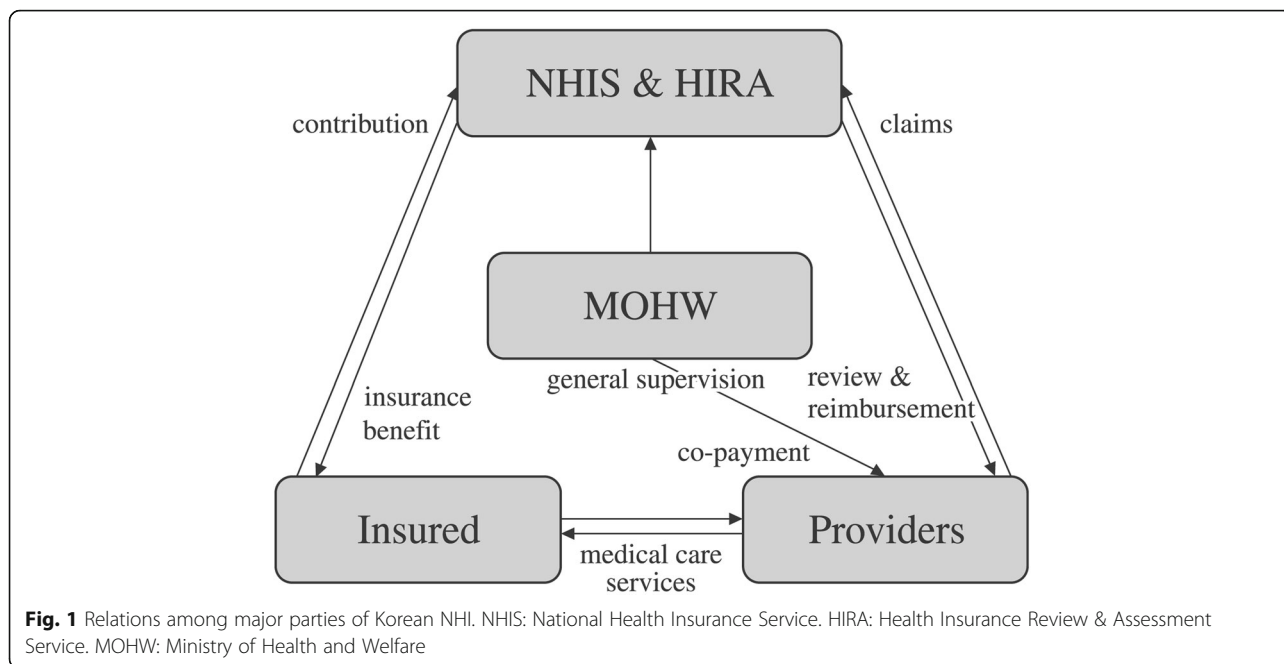 NHIS & HIRA
contribution
claims
MOHW
general supervision
review &
reimbursement
insurance
benefit
co-payment
Insured
Providers
medical care
services
Fig. 1 Relations among major parties of Korean NHI. NHIS: National Health Insurance Service. HIRA: Health Insurance Review & Assessment
Service. MOHW: Ministry of Health and Welfare